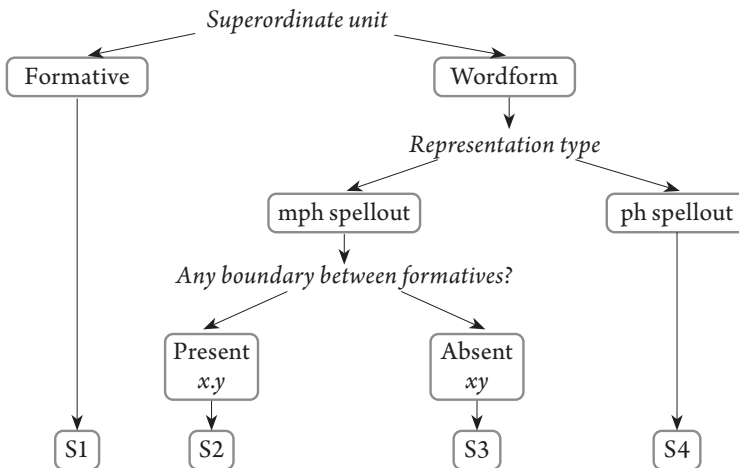 Superordinate unit
Formative Wordform
Representation type
mph spellout ph spellout
Any boundary between formatives?
Present Absent
x.y xy
S1 S2 S3 S4